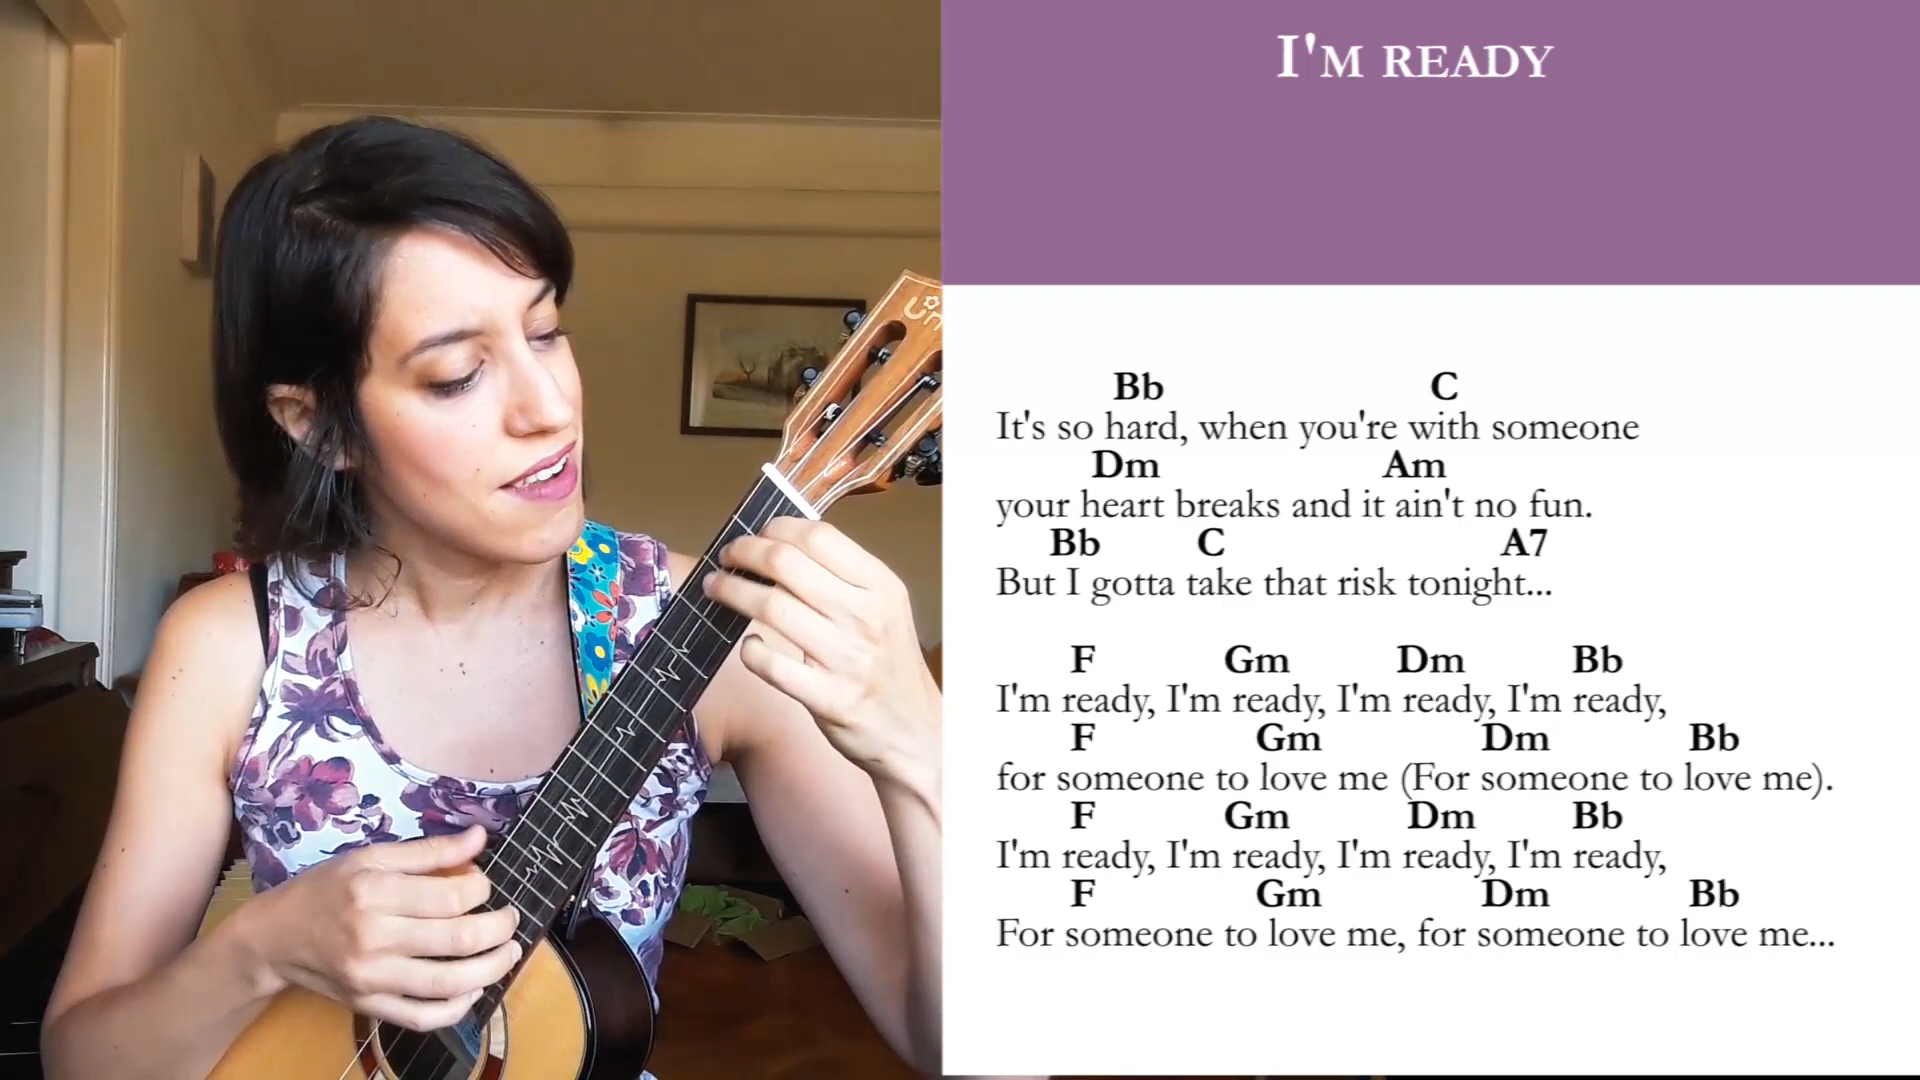 I'M READY
Bb C
It's so hard, when you're with someone
Dm Am
your heart breaks and it ain't no fun.
Bb C A7
But I gotta take that risk tonight...
F Gm Dm Bb
I'm ready, I'm ready, I'm ready, I'm ready,
F Gm Dm Bb
for someone to love me (For someone to love me).
F Gm Dm Bb
I'm ready, I'm ready, I'm ready, I'm ready,
F Gm Dm Bb
For someone to love me, for someone to love me...